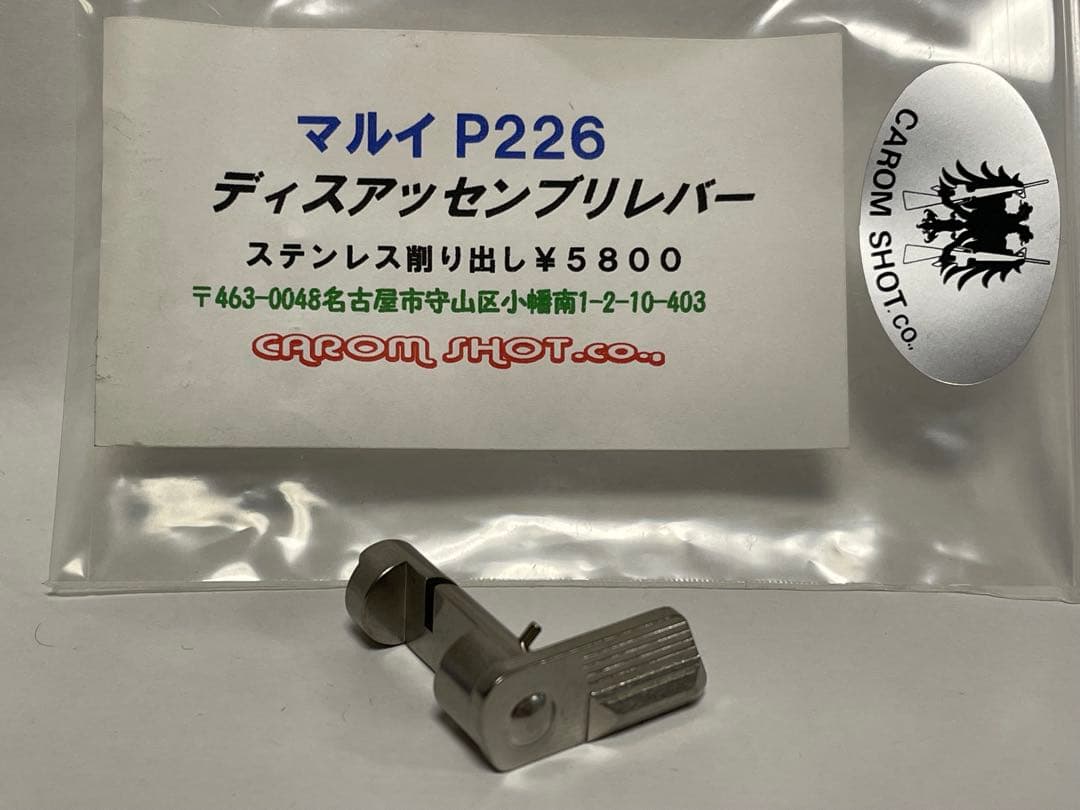 マルイ P226
ディスアッセンブリレバー
ステンレス削り出し￥５８００
〒463-0048名古屋市守山区小幡南1-2-10-403
CAROM SHOT.co.,
CAROM SHOT.co.,